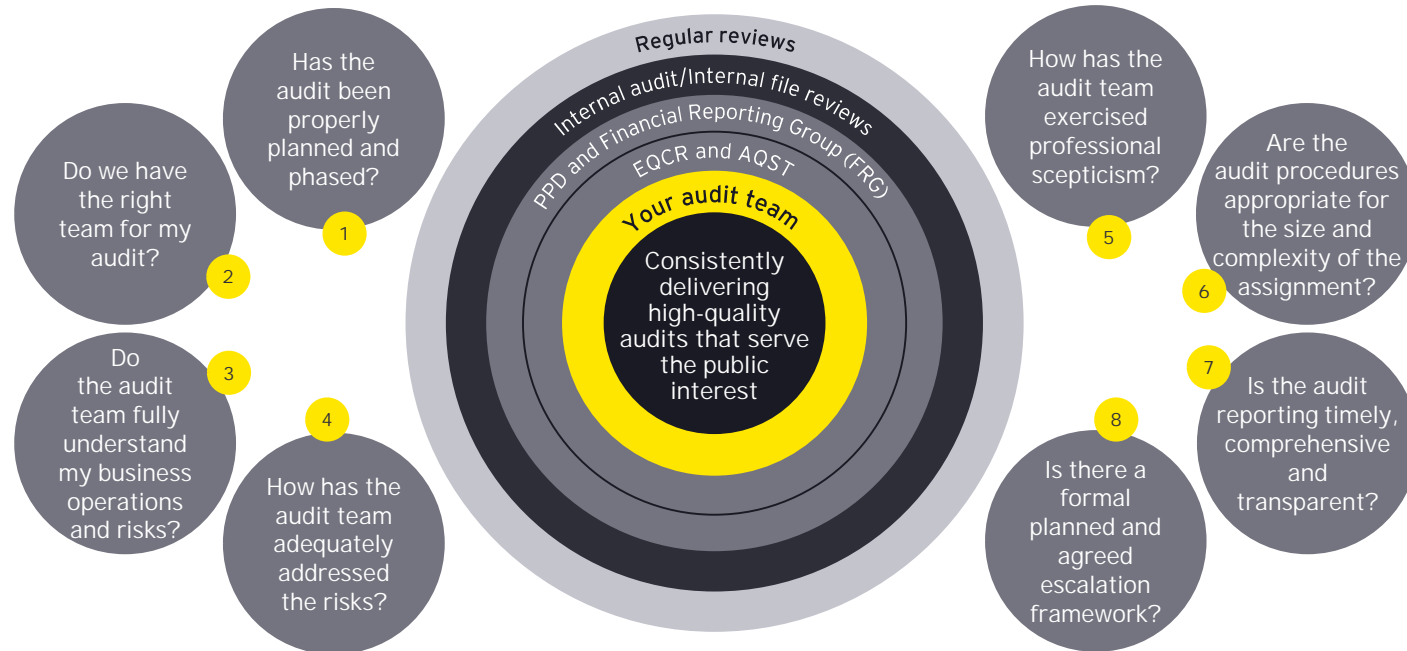 Has the
audit been
properly
planned and
phased?
1
Do we have
the right
team for my
audit?
2
Do
the audit
team fully
understand
my business
operations
and risks?
3
How has the
audit team
adequately
addressed
the risks?
4
Regular reviews
Internal audit/Internal file reviews
PPD and Financial Reporting Group (FRG)
EQCR and AQST
Your audit team
Consistently
delivering
high-quality
audits that serve
the public
interest
How has the
audit team
exercised
professional
scepticism?
5
Are the
audit procedures
appropriate for
the size and
complexity of the
assignment?
6
Is the audit
reporting timely,
comprehensive
and
transparent?
7
Is there a
formal
planned and
agreed
escalation
framework?
8